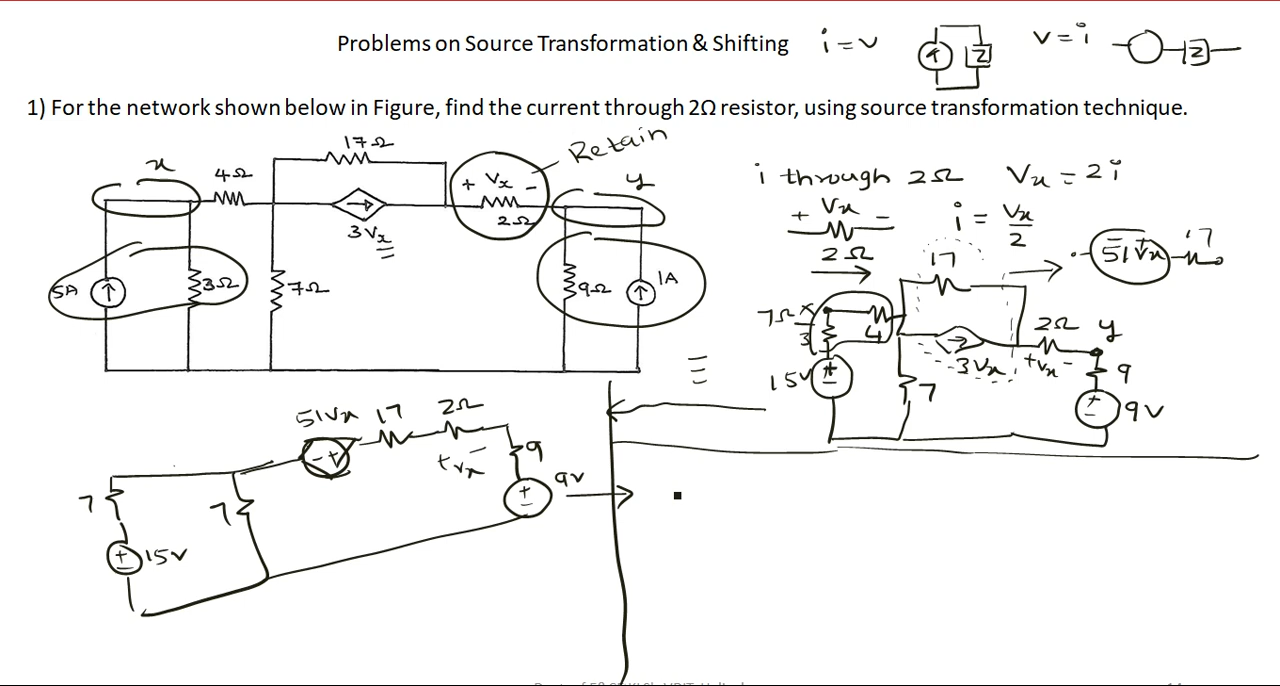 Problems on Source Transformation & Shifting i = v Z v = i Z
1) For the network shown below in Figure, find the current through 2Ω resistor, using source transformation technique.
x 4Ω 17Ω 3Vx + Vx - 2Ω Retain y
5A 3Ω 7Ω 9Ω 1A
i through 2Ω Vx = 2i
+ Vx - 2Ω i = Vx/2
- 51Vx + 17
7Ω x 3 4 17 2Ω y
15V 7 3Vx + Vx - 9 9V
≡
51Vx 17 2Ω
- + + Vx - 9
7 7 9V
15V